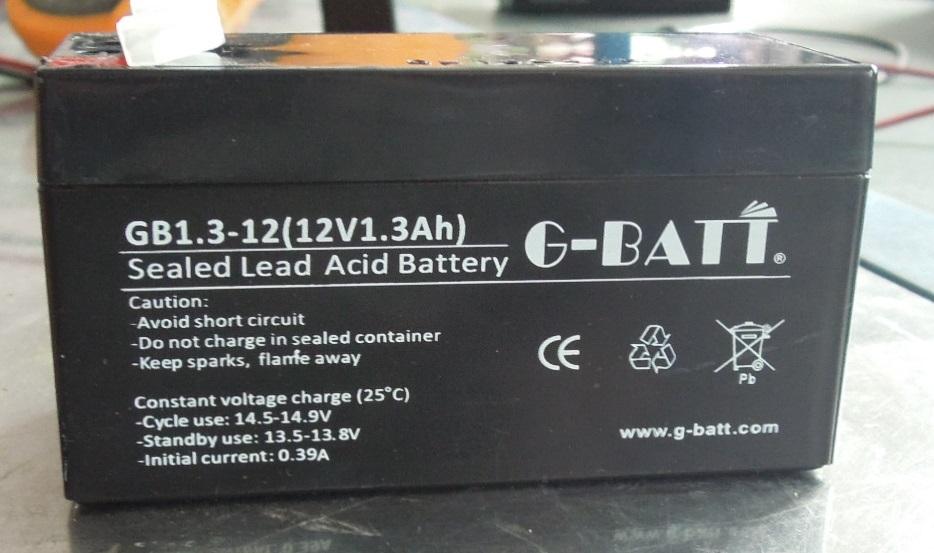 GB1.3-12(12V1.3Ah)
Sealed Lead Acid Battery
G-BATT®
Caution:
-Avoid short circuit
-Do not charge in sealed container
-Keep sparks, flame away
CE
Pb
Constant voltage charge (25°C)
-Cycle use: 14.5-14.9V
-Standby use: 13.5-13.8V
-Initial current: 0.39A
www.g-batt.com